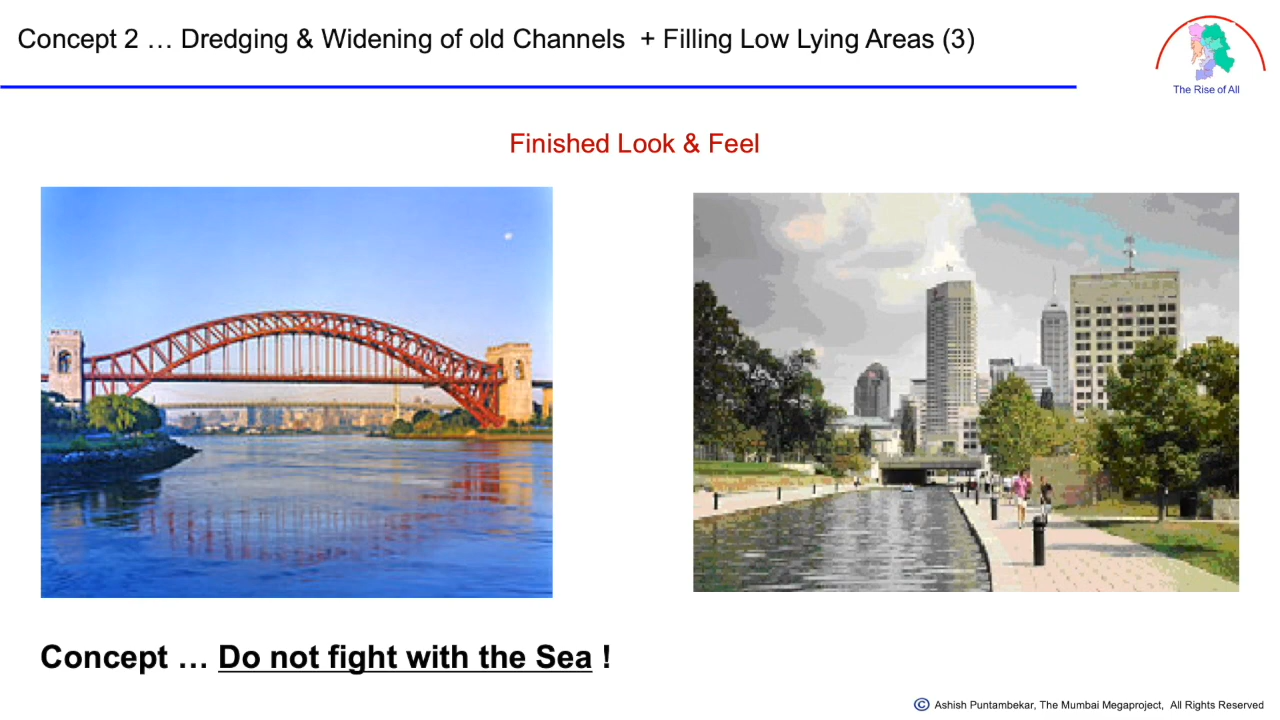 Concept 2 … Dredging & Widening of old Channels + Filling Low Lying Areas (3)
The Rise of All
Finished Look & Feel
Concept … Do not fight with the Sea !
© Ashish Puntambekar, The Mumbai Megaproject, All Rights Reserved